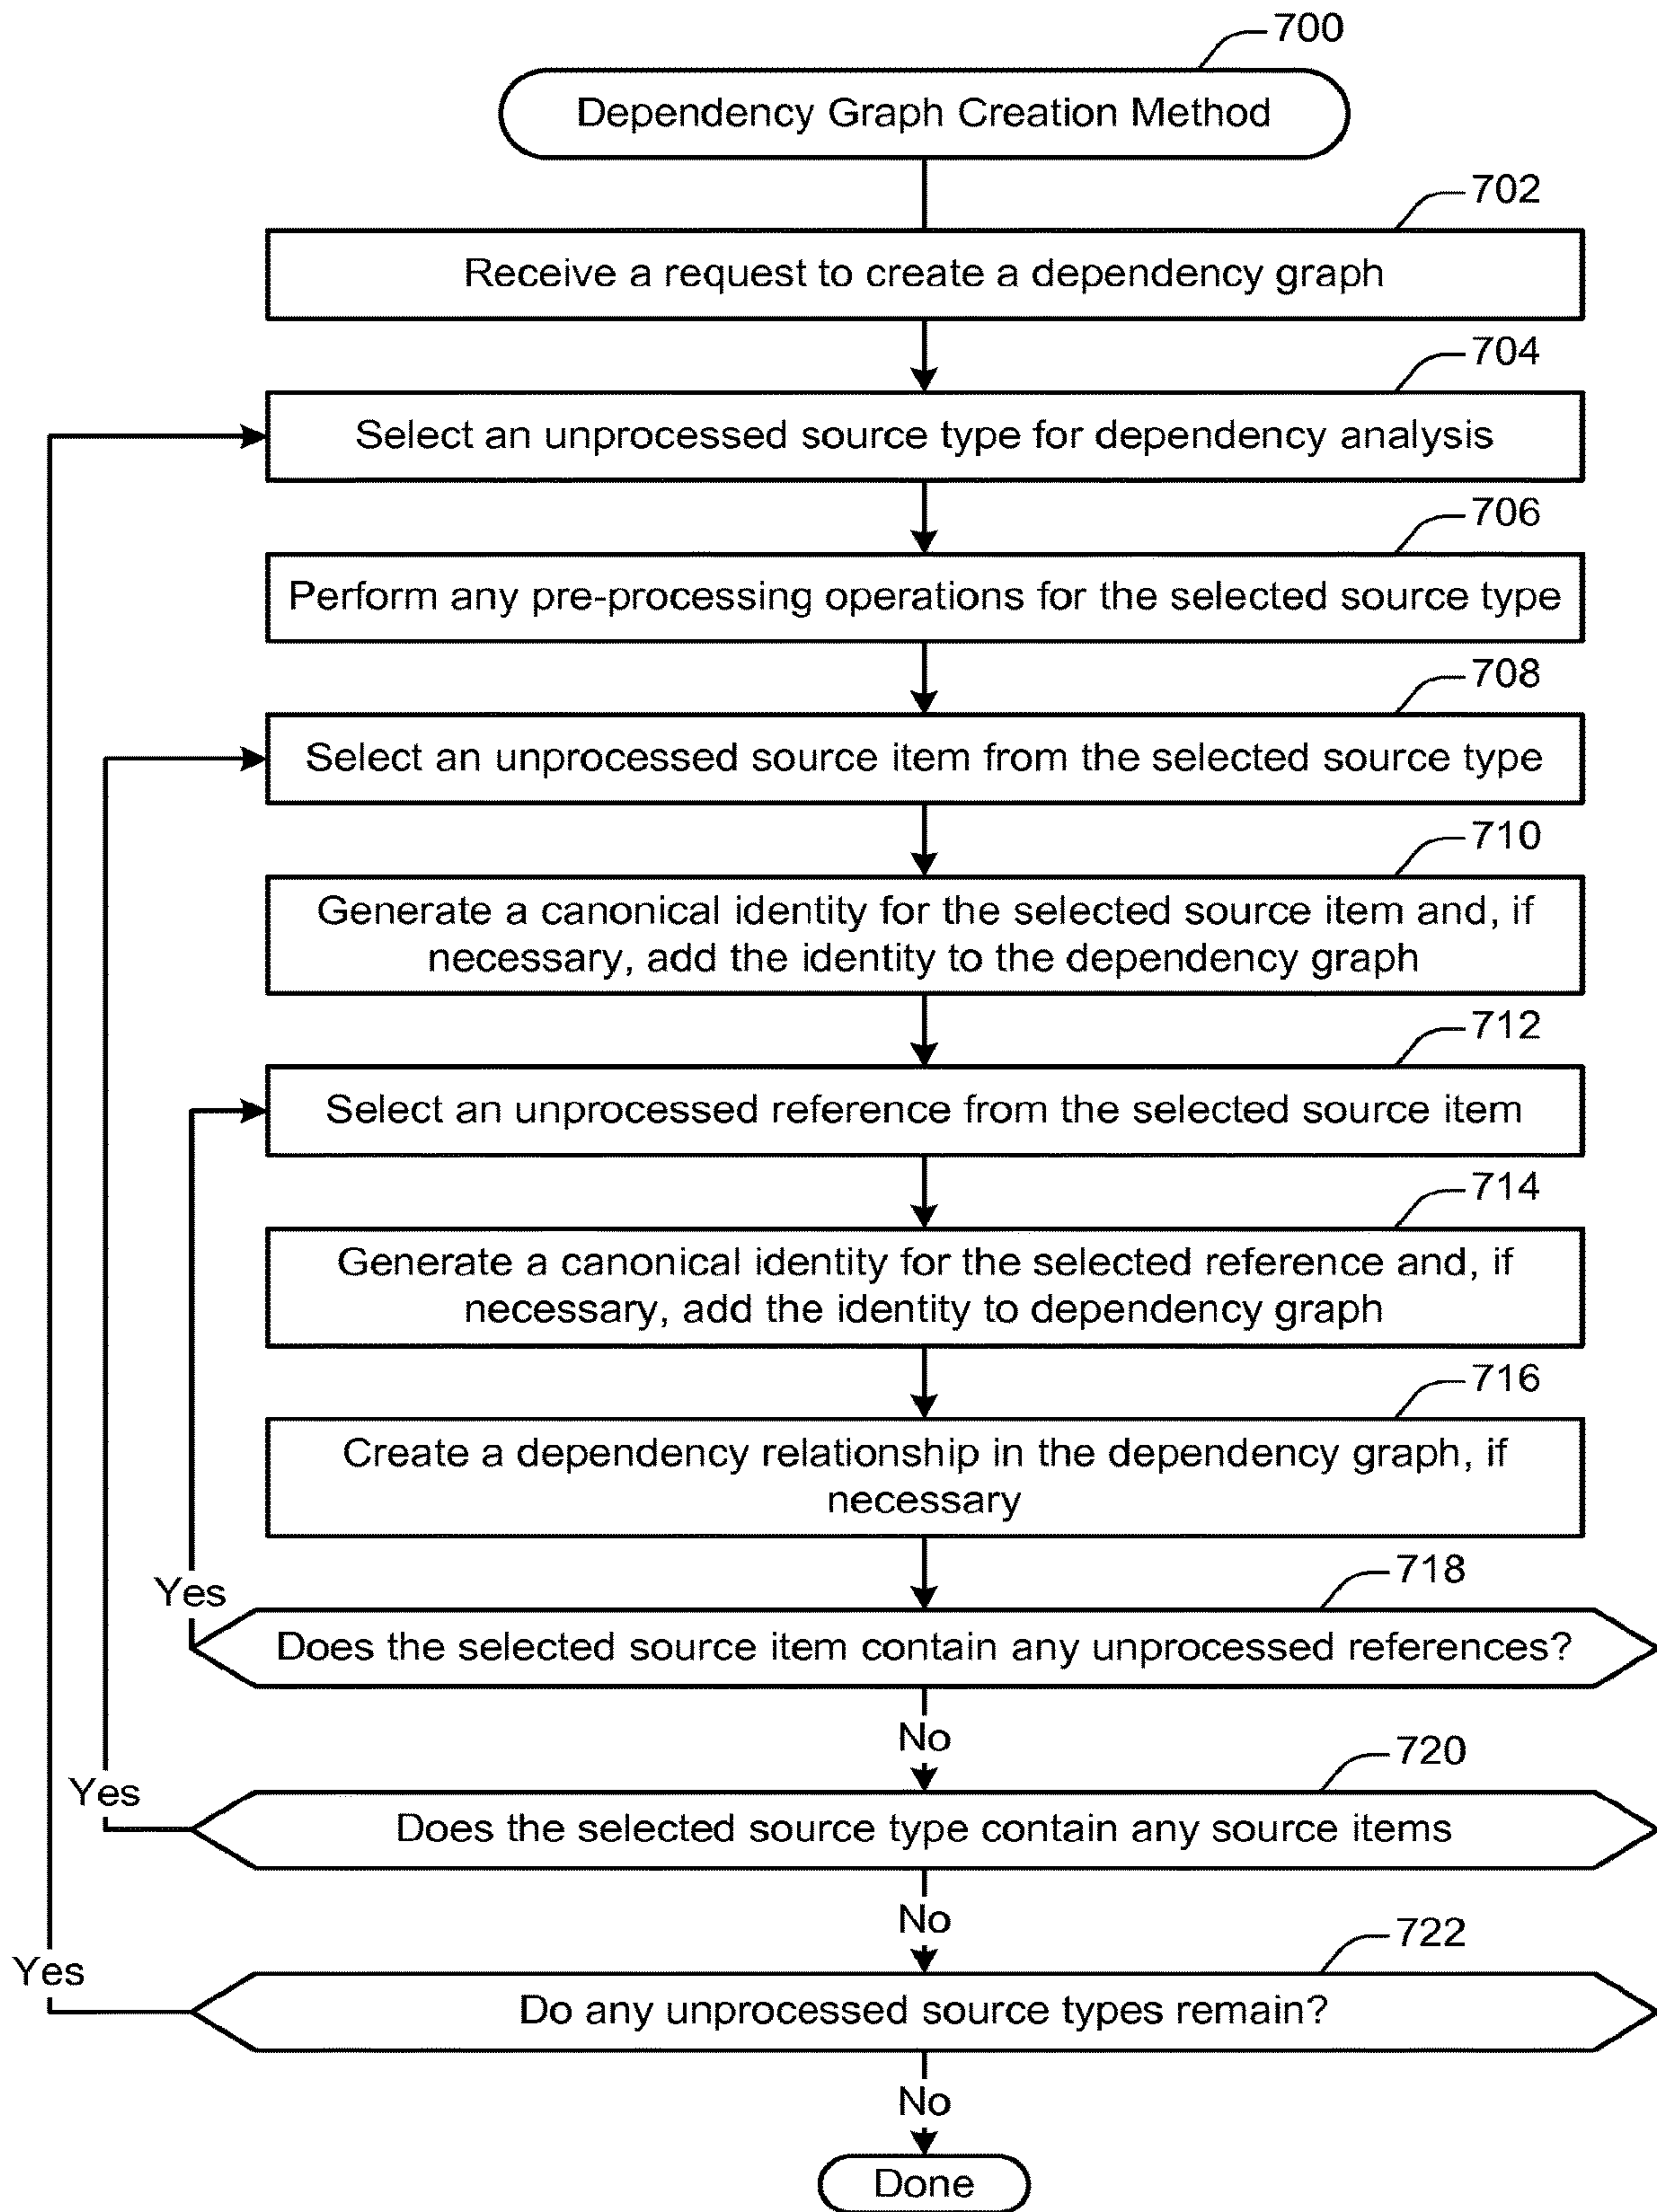 700
Dependency Graph Creation Method
702
Receive a request to create a dependency graph
704
Select an unprocessed source type for dependency analysis
706
Perform any pre-processing operations for the selected source type
708
Select an unprocessed source item from the selected source type
710
Generate a canonical identity for the selected source item and, if
necessary, add the identity to the dependency graph
712
Select an unprocessed reference from the selected source item
714
Generate a canonical identity for the selected reference and, if
necessary, add the identity to dependency graph
716
Create a dependency relationship in the dependency graph, if
necessary
718
Yes
Does the selected source item contain any unprocessed references?
No
720
Yes
Does the selected source type contain any source items
No
722
Yes
Do any unprocessed source types remain?
No
Done